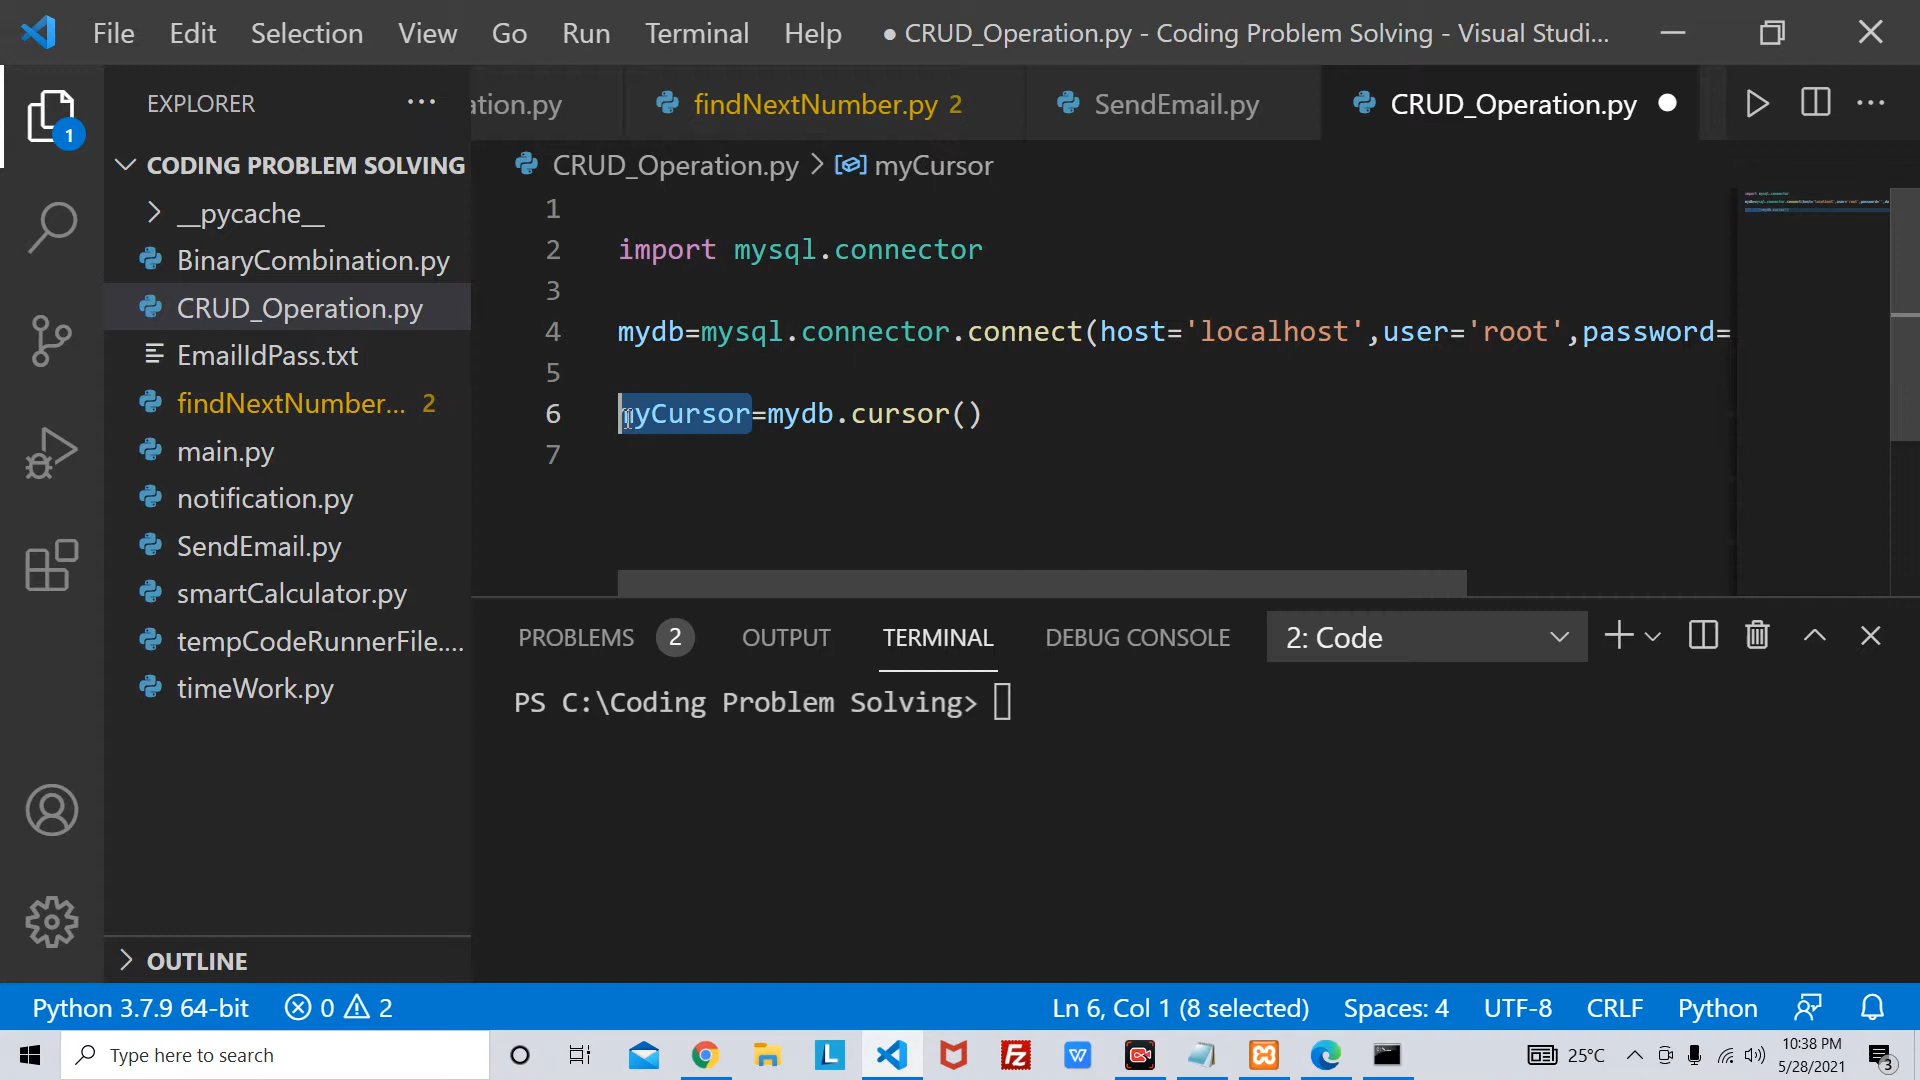 File Edit Selection View Go Run Terminal Help ● CRUD_Operation.py - Coding Problem Solving - Visual Studi...
EXPLORER ...
ation.py findNextNumber.py 2 SendEmail.py CRUD_Operation.py ● ...
1
CODING PROBLEM SOLVING
__pycache__
BinaryCombination.py
CRUD_Operation.py
EmailIdPass.txt
findNextNumber... 2
main.py
notification.py
SendEmail.py
smartCalculator.py
tempCodeRunnerFile....
timeWork.py
OUTLINE
CRUD_Operation.py > myCursor
1
2 import mysql.connector
3
4 mydb=mysql.connector.connect(host='localhost',user='root',password=
5
6 myCursor=mydb.cursor()
7
PROBLEMS 2 OUTPUT TERMINAL DEBUG CONSOLE 2: Code
PS C:\Coding Problem Solving>
Python 3.7.9 64-bit 0 2 Ln 6, Col 1 (8 selected) Spaces: 4 UTF-8 CRLF Python
Type here to search
25°C
10:38 PM
5/28/2021
3